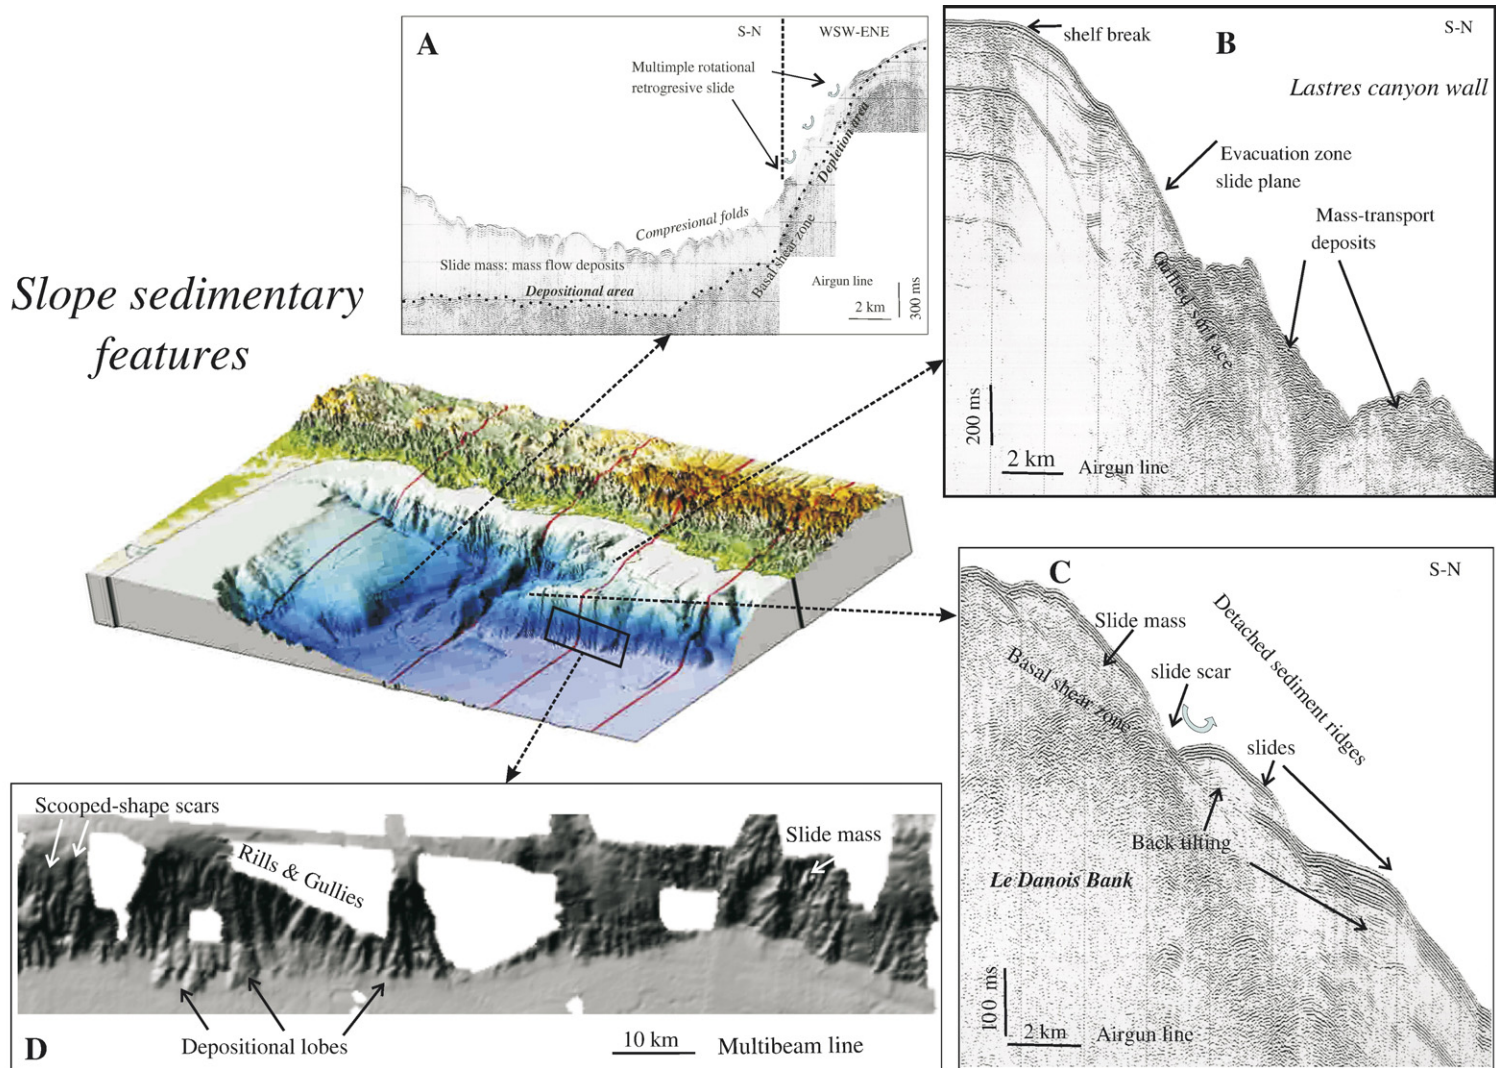 Slope sedimentary
features
A
S-N
WSW-ENE
Multimple rotational
retrogresive slide
Depletion area
Compresional folds
Basal shear zone
Slide mass: mass flow deposits
Depositional area
Airgun line
2 km
300 ms
B
S-N
shelf break
Lastres canyon wall
Evacuation zone
slide plane
Mass-transport
deposits
Gullied surface
200 ms
2 km
Airgun line
C
S-N
Slide mass
Detached sediment ridges
Basal shear zone
slide scar
slides
Back tilting
Le Danois Bank
100 ms
2 km
Airgun line
Scooped-shape scars
Rills & Gullies
Slide mass
D
Depositional lobes
10 km
Multibeam line